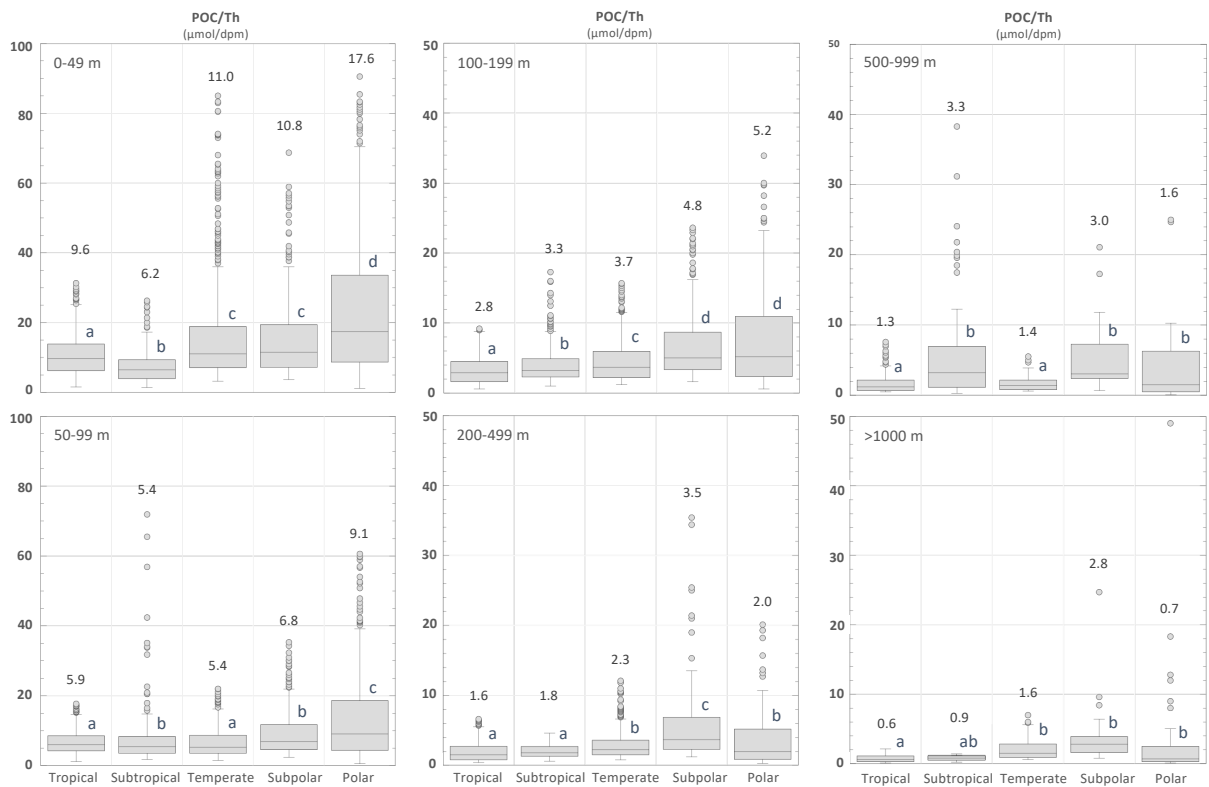 POC/Th
(µmol/dpm)
0-49 m
100
80
60
40
20
0
9.6
6.2
11.0
10.8
17.6
a
b
c
c
d
POC/Th
(µmol/dpm)
100-199 m
50
40
30
20
10
0
2.8
3.3
3.7
4.8
5.2
a
b
c
d
d
POC/Th
(µmol/dpm)
500-999 m
50
40
30
20
10
0
1.3
3.3
1.4
3.0
1.6
a
b
a
b
b
50-99 m
100
80
60
40
20
0
5.9
5.4
5.4
6.8
9.1
a
b
a
b
c
Tropical Subtropical Temperate Subpolar Polar
200-499 m
50
40
30
20
10
0
1.6
1.8
2.3
3.5
2.0
a
a
b
c
b
Tropical Subtropical Temperate Subpolar Polar
>1000 m
50
40
30
20
10
0
0.6
0.9
1.6
2.8
0.7
a
ab
b
b
b
Tropical Subtropical Temperate Subpolar Polar